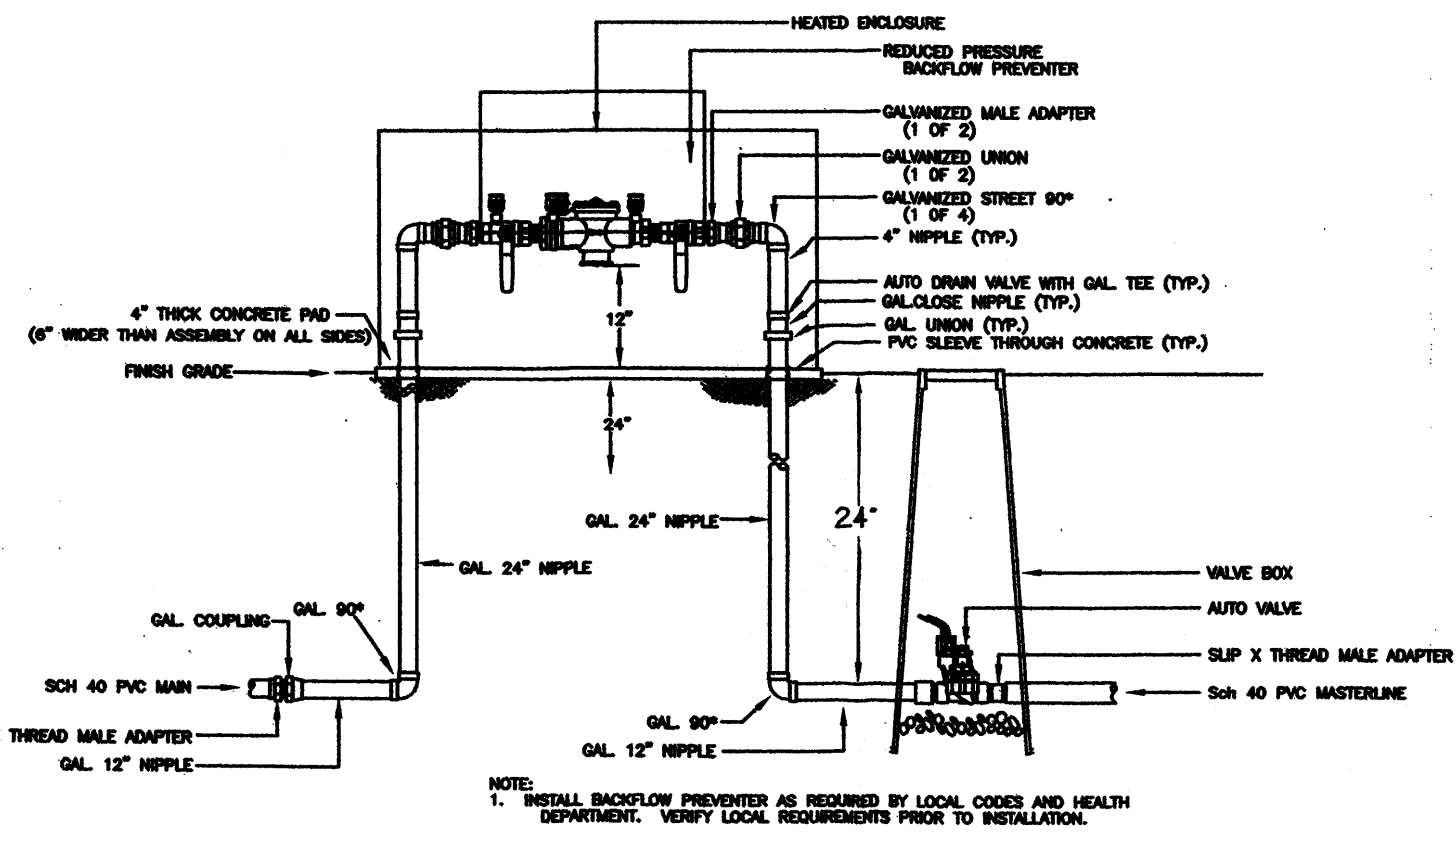 HEATED ENCLOSURE
REDUCED PRESSURE
BACKFLOW PREVENTER
GALVANIZED MALE ADAPTER
(1 OF 2)
GALVANIZED UNION
(1 OF 2)
GALVANIZED STREET 90°
(1 OF 4)
4" NIPPLE (TYP.)
AUTO DRAIN VALVE WITH GAL. TEE (TYP.)
GAL.CLOSE NIPPLE (TYP.)
GAL. UNION (TYP.)
PVC SLEEVE THROUGH CONCRETE (TYP.)
4" THICK CONCRETE PAD
(6" WIDER THAN ASSEMBLY ON ALL SIDES)
FINISH GRADE
12"
24"
24"
GAL. 24" NIPPLE
GAL. 24" NIPPLE
GAL. COUPLING
GAL. 90°
SCH 40 PVC MAIN
THREAD MALE ADAPTER
GAL. 12" NIPPLE
GAL. 90°
GAL. 12" NIPPLE
VALVE BOX
AUTO VALVE
SLIP X THREAD MALE ADAPTER
Sch 40 PVC MASTERLINE
NOTE:
1. INSTALL BACKFLOW PREVENTER AS REQUIRED BY LOCAL CODES AND HEALTH
DEPARTMENT. VERIFY LOCAL REQUIREMENTS PRIOR TO INSTALLATION.